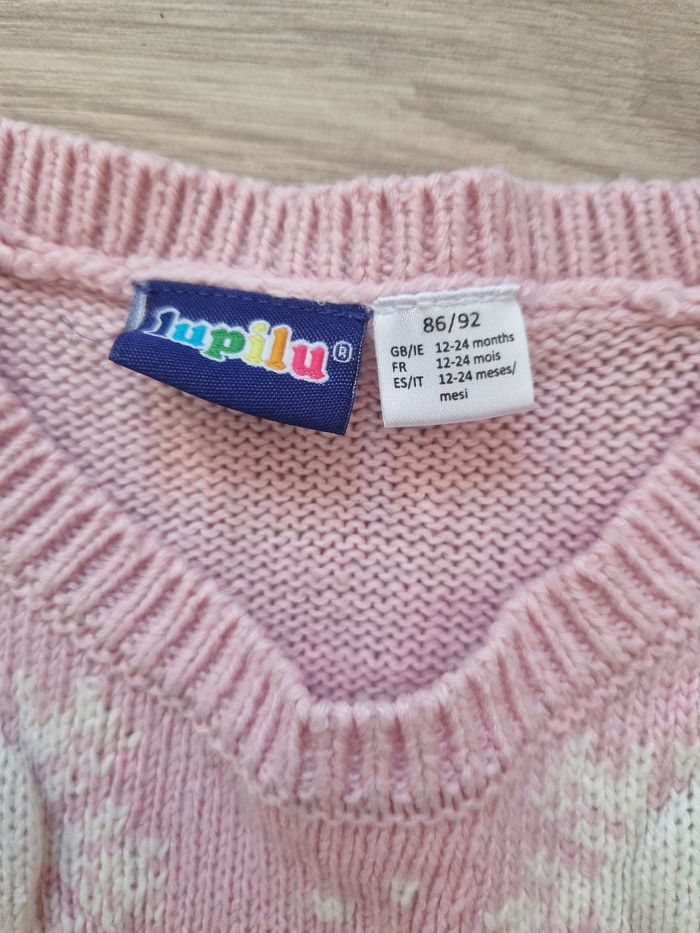 lupilu®
86/92
GB/IE 12-24 months
FR 12-24 mois
ES/IT 12-24 meses/
mesi